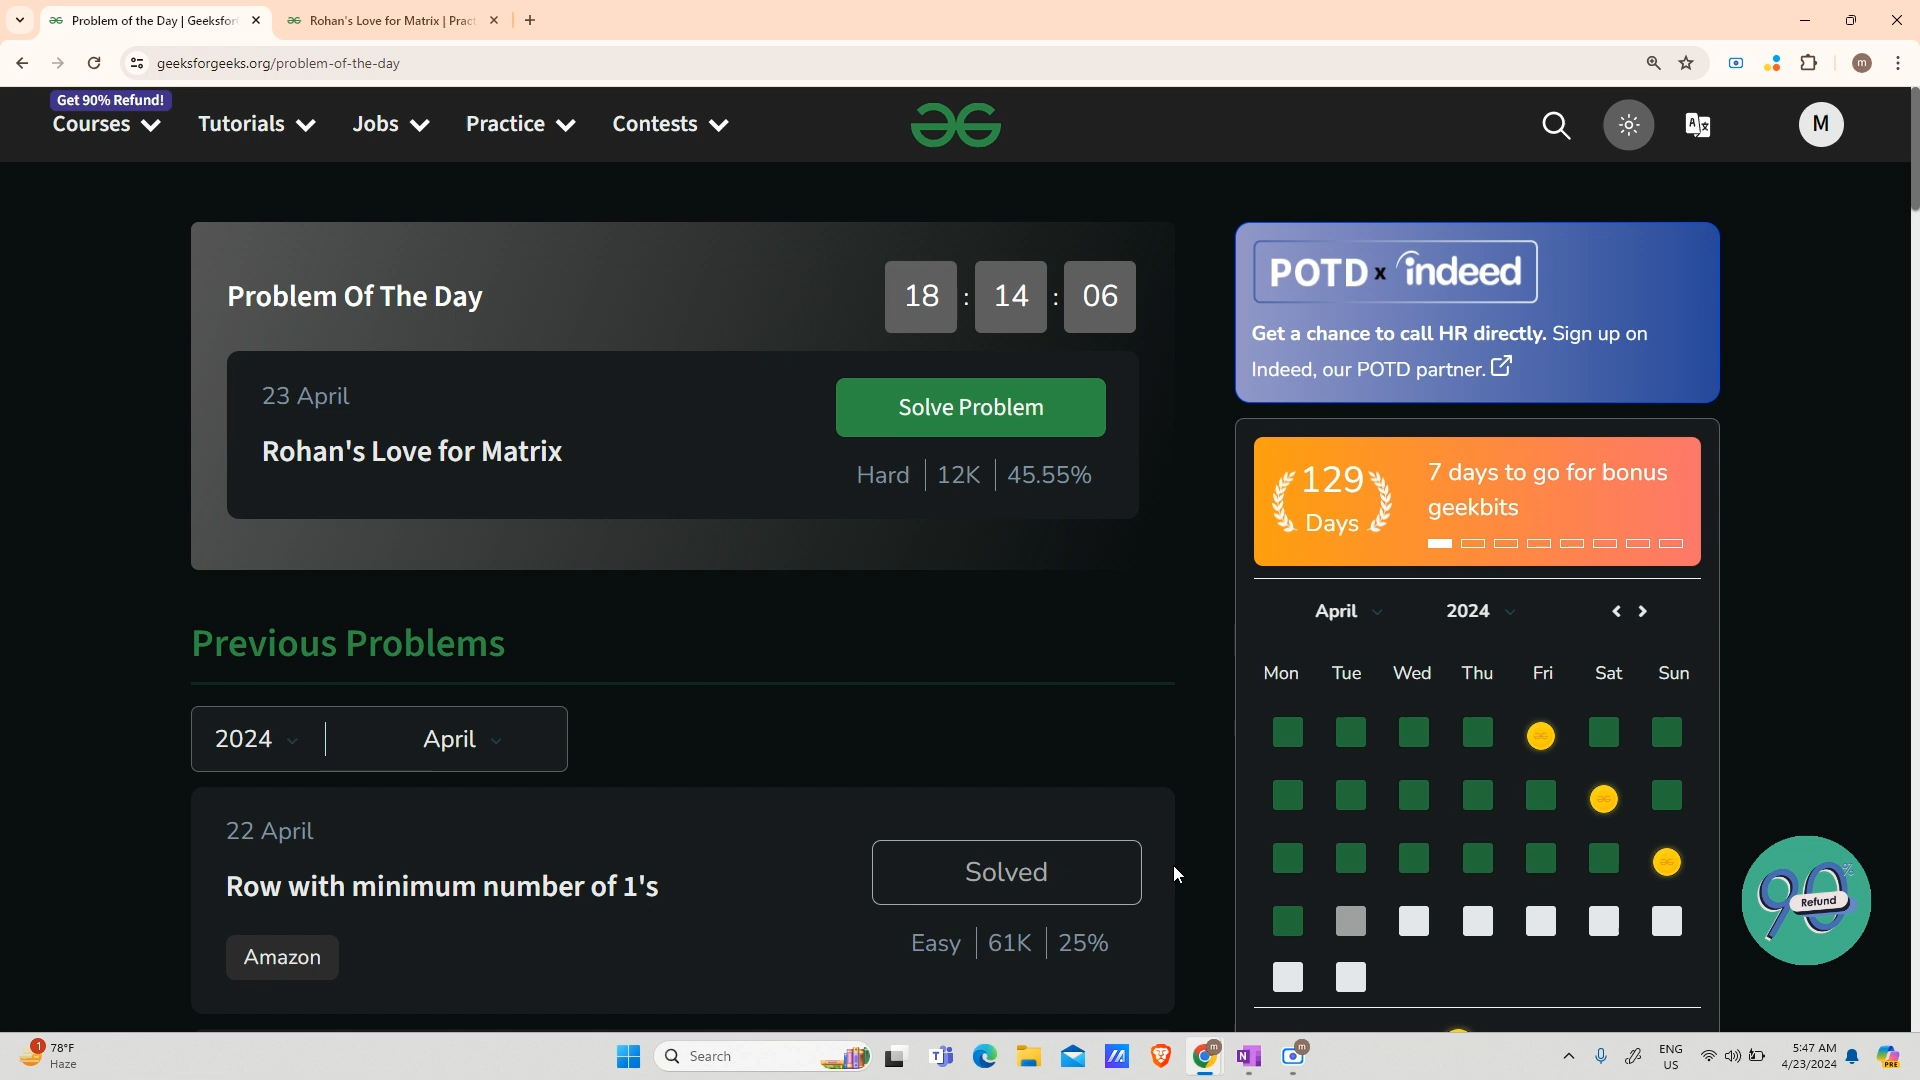 Problem of the Day | Geeksfor
Rohan's Love for Matrix | Pract
geeksforgeeks.org/problem-of-the-day
m
Get 90% Refund!
Courses
Tutorials
Jobs
Practice
Contests
M
Problem Of The Day
18 : 14 : 06
23 April
Solve Problem
Rohan's Love for Matrix
Hard | 12K | 45.55%
POTD x indeed
Get a chance to call HR directly. Sign up on
Indeed, our POTD partner.
129
Days
7 days to go for bonus
geekbits
April
2024
Mon Tue Wed Thu Fri Sat Sun
Previous Problems
2024 | April
22 April
Row with minimum number of 1's
Amazon
Solved
Easy | 61K | 25%
90%
Refund
1
78°F
Haze
Search
m
m
ENG
US
5:47 AM
4/23/2024
PRE